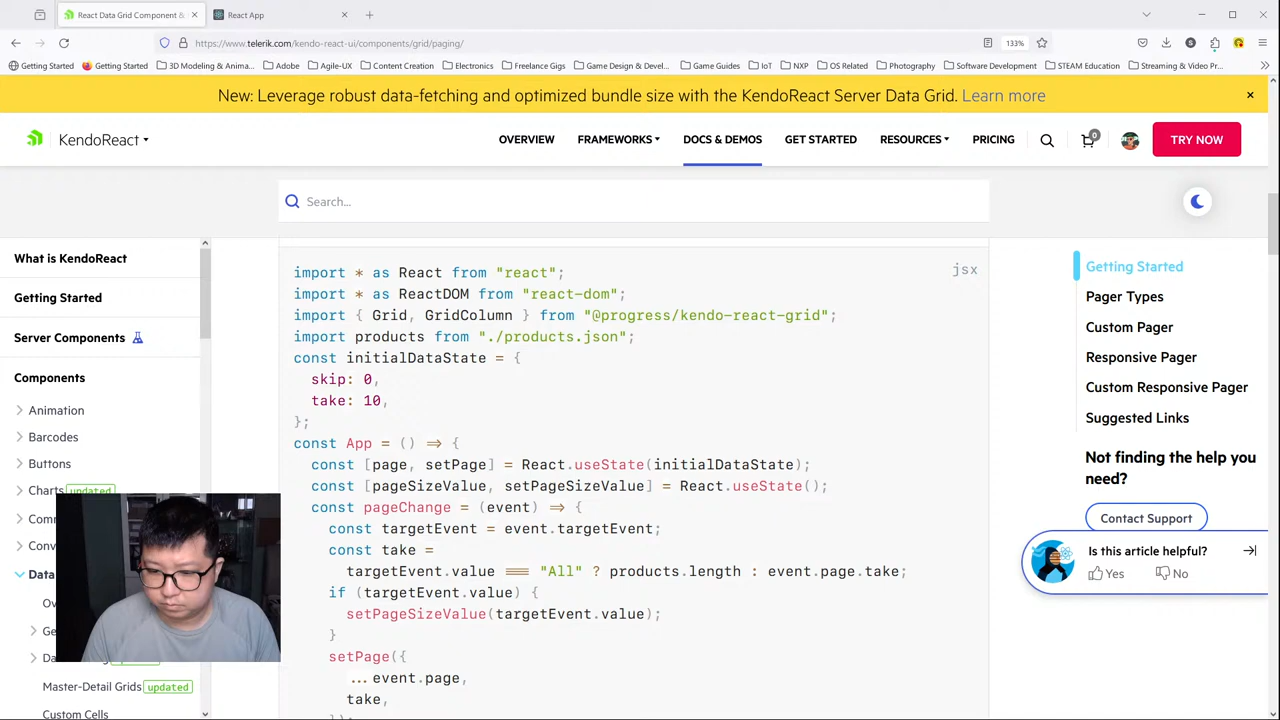 React Data Grid Component &
React App
https://www.telerik.com/kendo-react-ui/components/grid/paging/
133%
Getting Started
Getting Started
3D Modeling & Anima...
Adobe
Agile-UX
Content Creation
Electronics
Freelance Gigs
Game Design & Devel...
Game Guides
IoT
NXP
OS Related
Photography
Software Development
STEAM Education
Streaming & Video Pr...
New: Leverage robust data-fetching and optimized bundle size with the KendoReact Server Data Grid. Learn more
KendoReact
OVERVIEW
FRAMEWORKS
DOCS & DEMOS
GET STARTED
RESOURCES
PRICING
0
TRY NOW
Search...
What is KendoReact
Getting Started
Server Components
Components
Animation
Barcodes
Buttons
Charts updated
Data
Master-Detail Grids updated
Custom Cells
jsx
import * as React from "react";
import * as ReactDOM from "react-dom";
import { Grid, GridColumn } from "@progress/kendo-react-grid";
import products from "./products.json";
const initialDataState = {
skip: 0,
take: 10,
};
const App = () => {
const [page, setPage] = React.useState(initialDataState);
const [pageSizeValue, setPageSizeValue] = React.useState();
const pageChange = (event) => {
const targetEvent = event.targetEvent;
const take =
targetEvent.value === "All" ? products.length : event.page.take;
if (targetEvent.value) {
setPageSizeValue(targetEvent.value);
}
setPage({
...event.page,
take,
Getting Started
Pager Types
Custom Pager
Responsive Pager
Custom Responsive Pager
Suggested Links
Not finding the help you
need?
Contact Support
Is this article helpful?
Yes
No